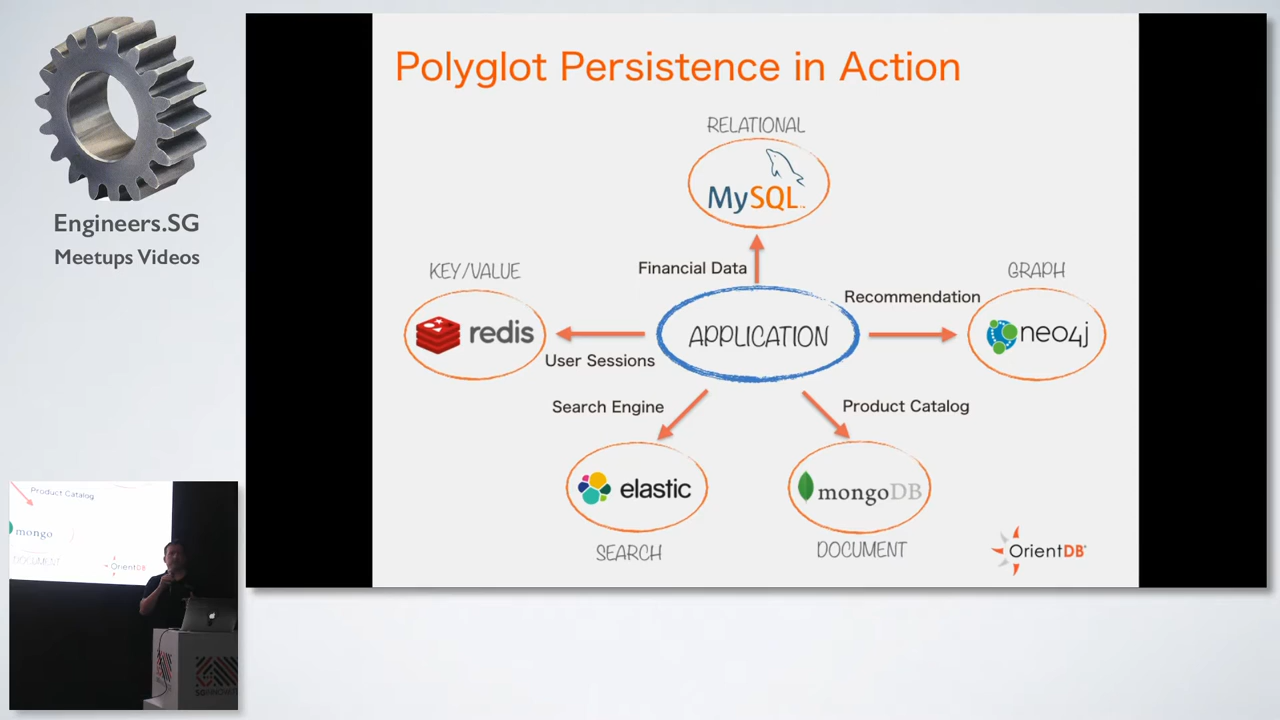 Polyglot Persistence in Action
RELATIONAL
MySQL
Financial Data
KEY/VALUE
redis
User Sessions
APPLICATION
Recommendation
GRAPH
neo4j
Search Engine
elastic
SEARCH
Product Catalog
mongoDB
DOCUMENT
OrientDB
Engineers.SG
Meetups Videos
Product Catalog
mongo
DOCUMENT
OrientDB